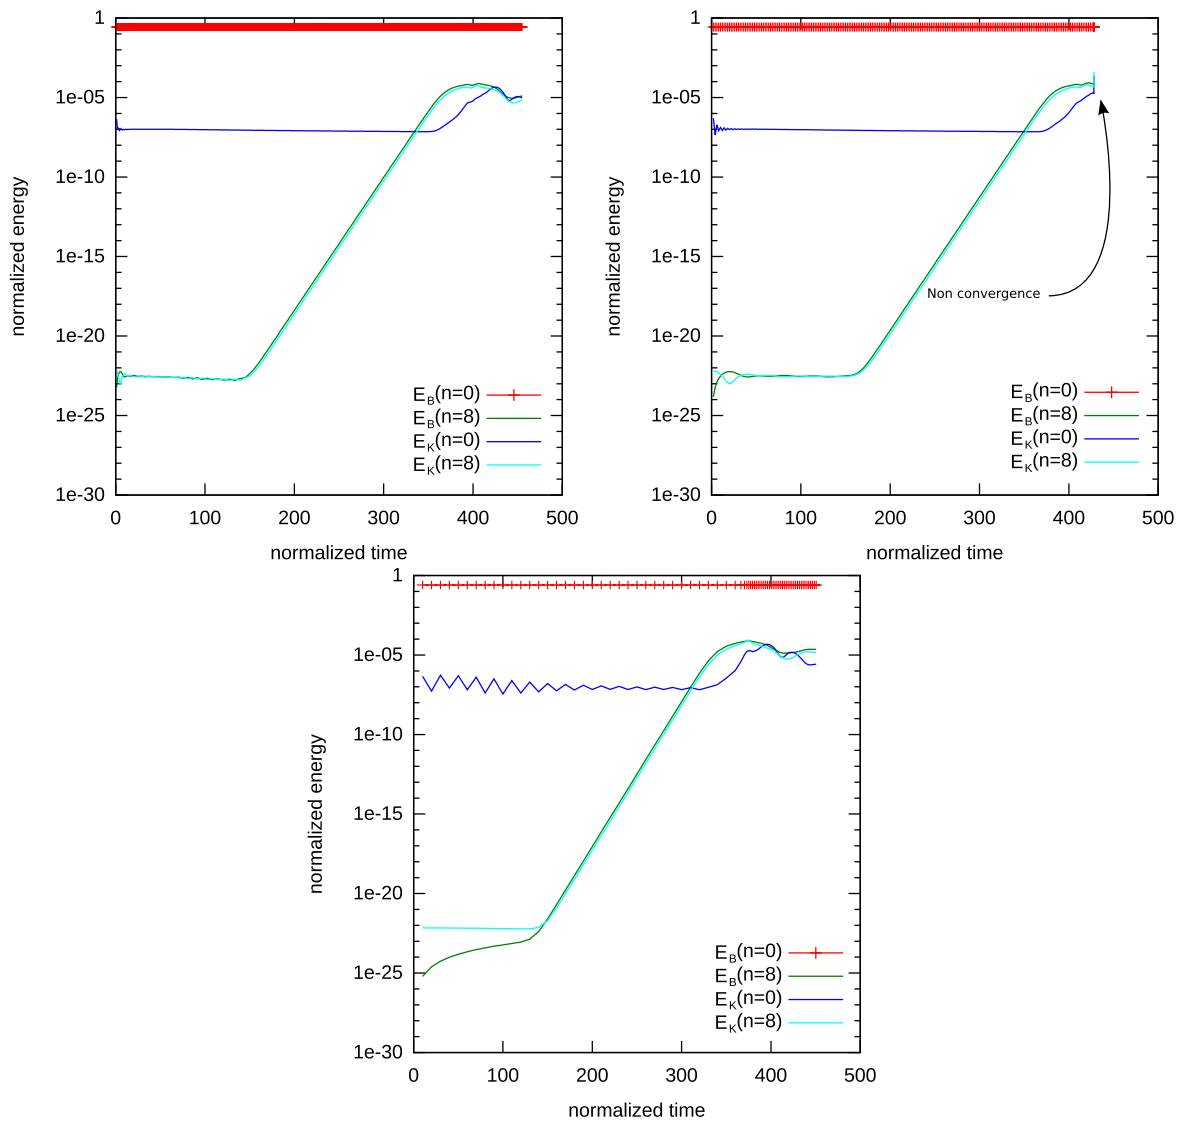 1
1e-05
1e-10
1e-15
1e-20
1e-25
1e-30
0 100 200 300 400 500
normalized energy
normalized time
E_B(n=0)
E_B(n=8)
E_K(n=0)
E_K(n=8)
1
1e-05
1e-10
1e-15
1e-20
1e-25
1e-30
0 100 200 300 400 500
normalized energy
normalized time
Non convergence
E_B(n=0)
E_B(n=8)
E_K(n=0)
E_K(n=8)
1
1e-05
1e-10
1e-15
1e-20
1e-25
1e-30
0 100 200 300 400 500
normalized energy
normalized time
E_B(n=0)
E_B(n=8)
E_K(n=0)
E_K(n=8)